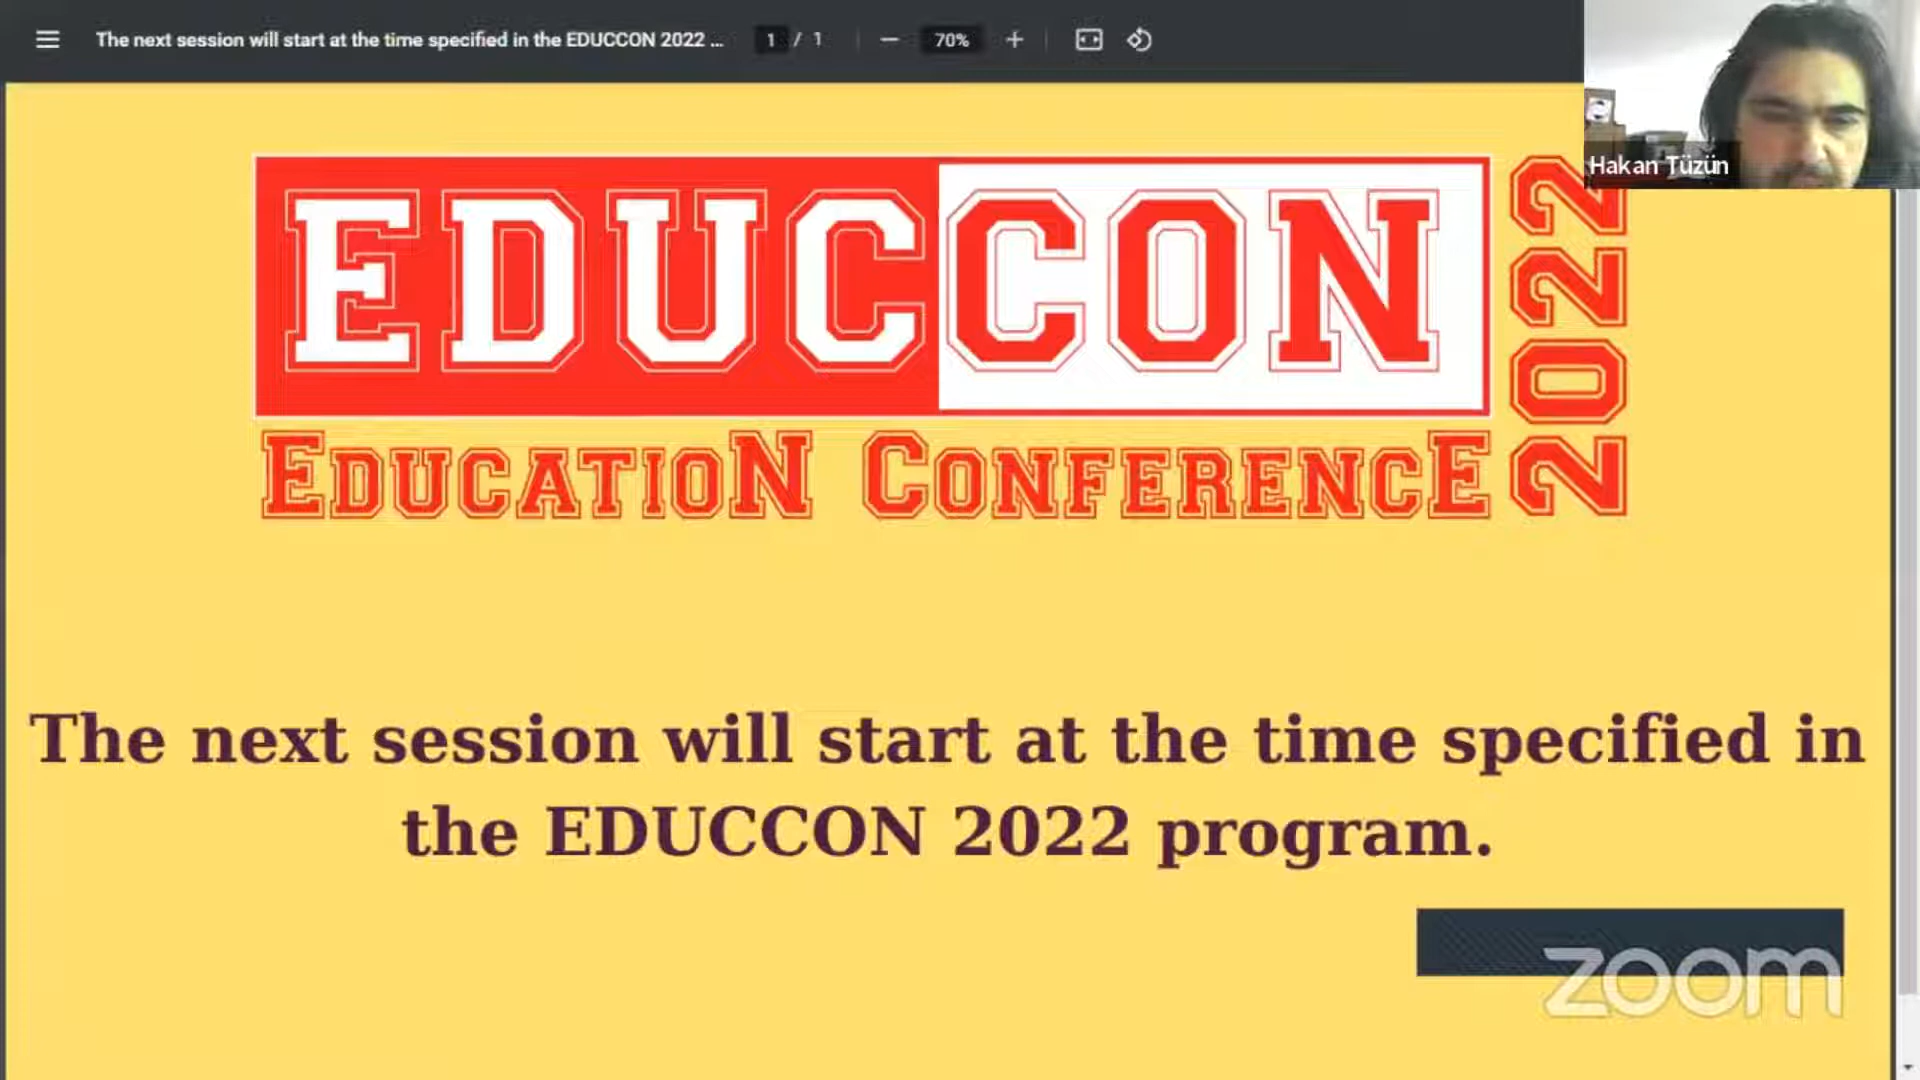 The next session will start at the time specified in the EDUCCON 2022 ...
1 / 1
70%
Hakan Tüzün
EDUCCON
2022
EDUCATION CONFERENCE
The next session will start at the time specified in
the EDUCCON 2022 program.
zoom